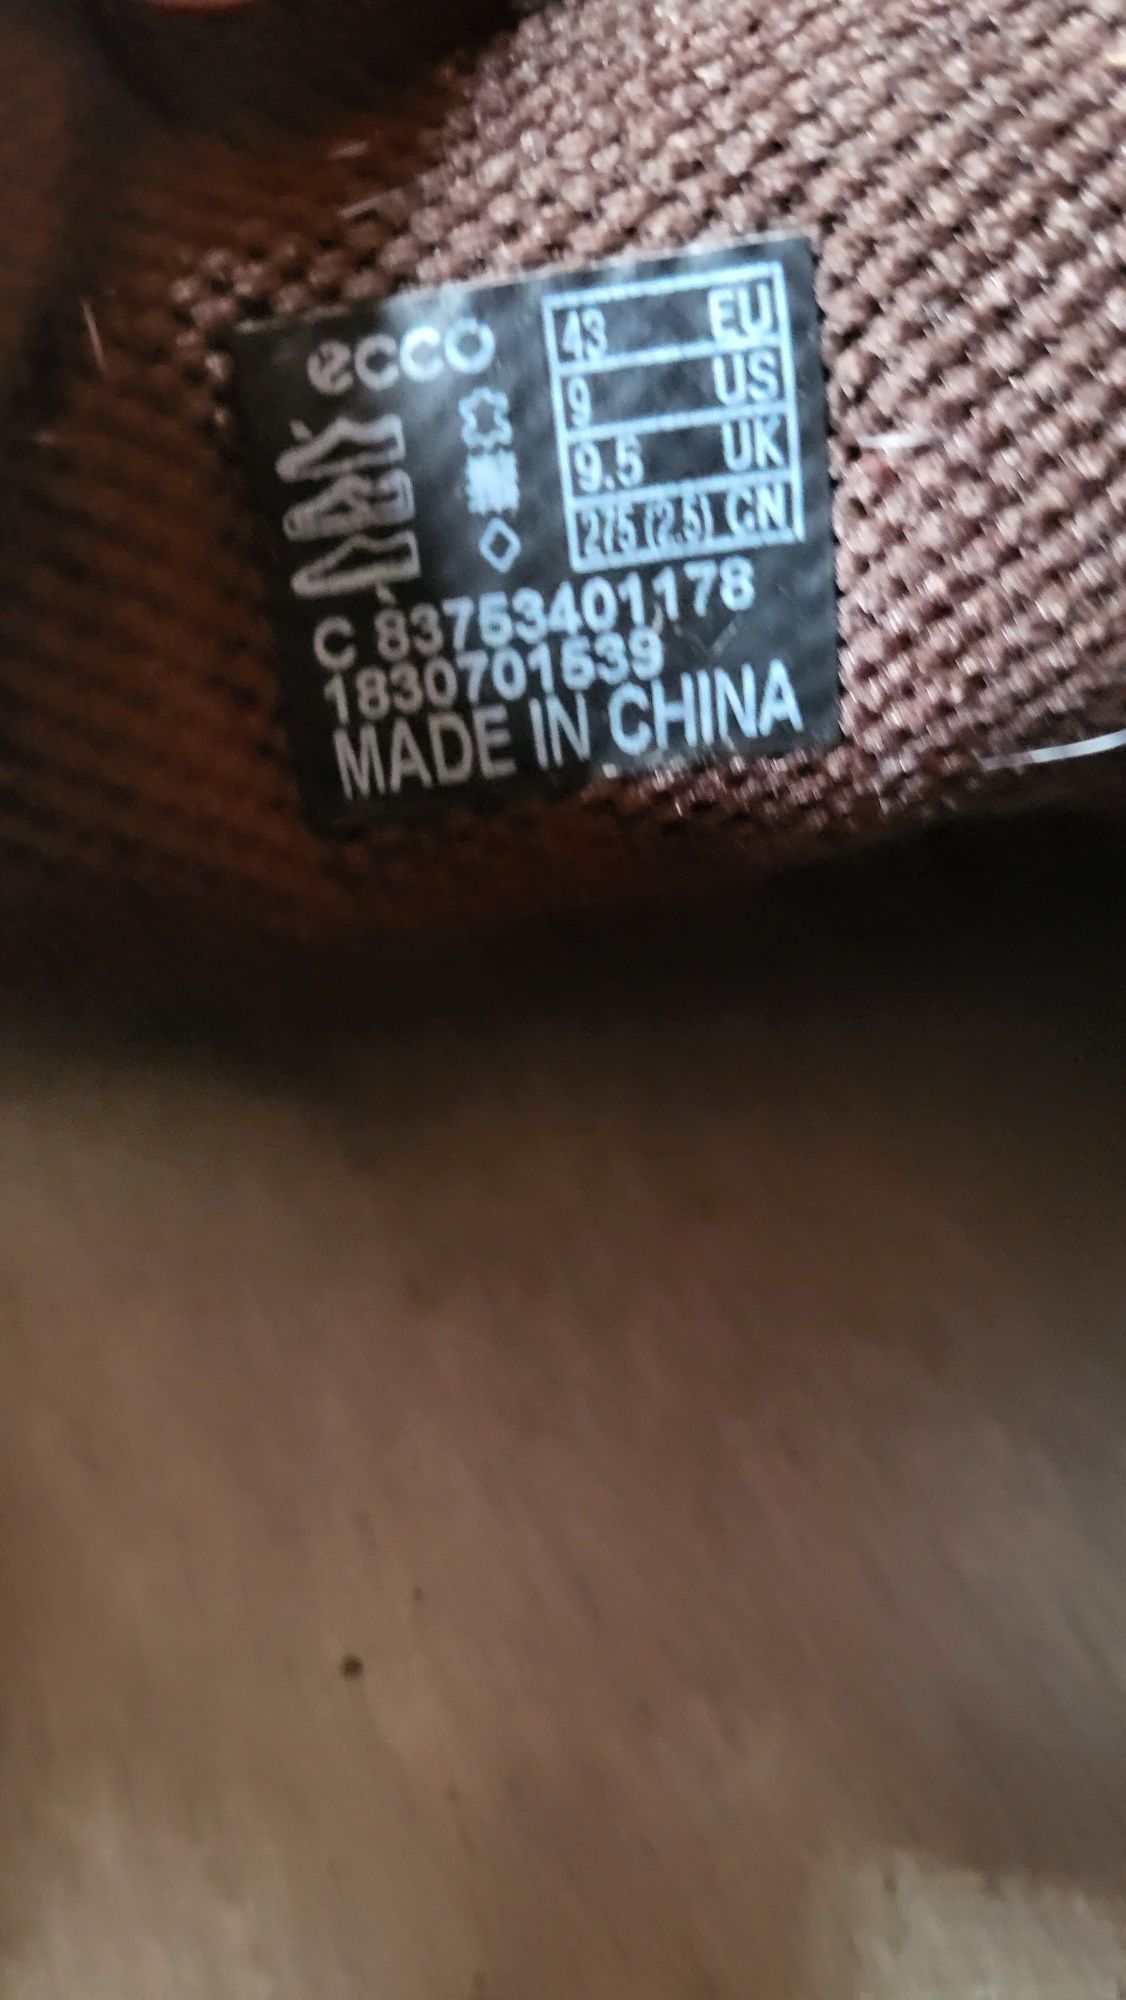 ecco
43 EU
9 US
9.5 UK
275 (2.5) CN
C 83753401178
1830701539
MADE IN CHINA